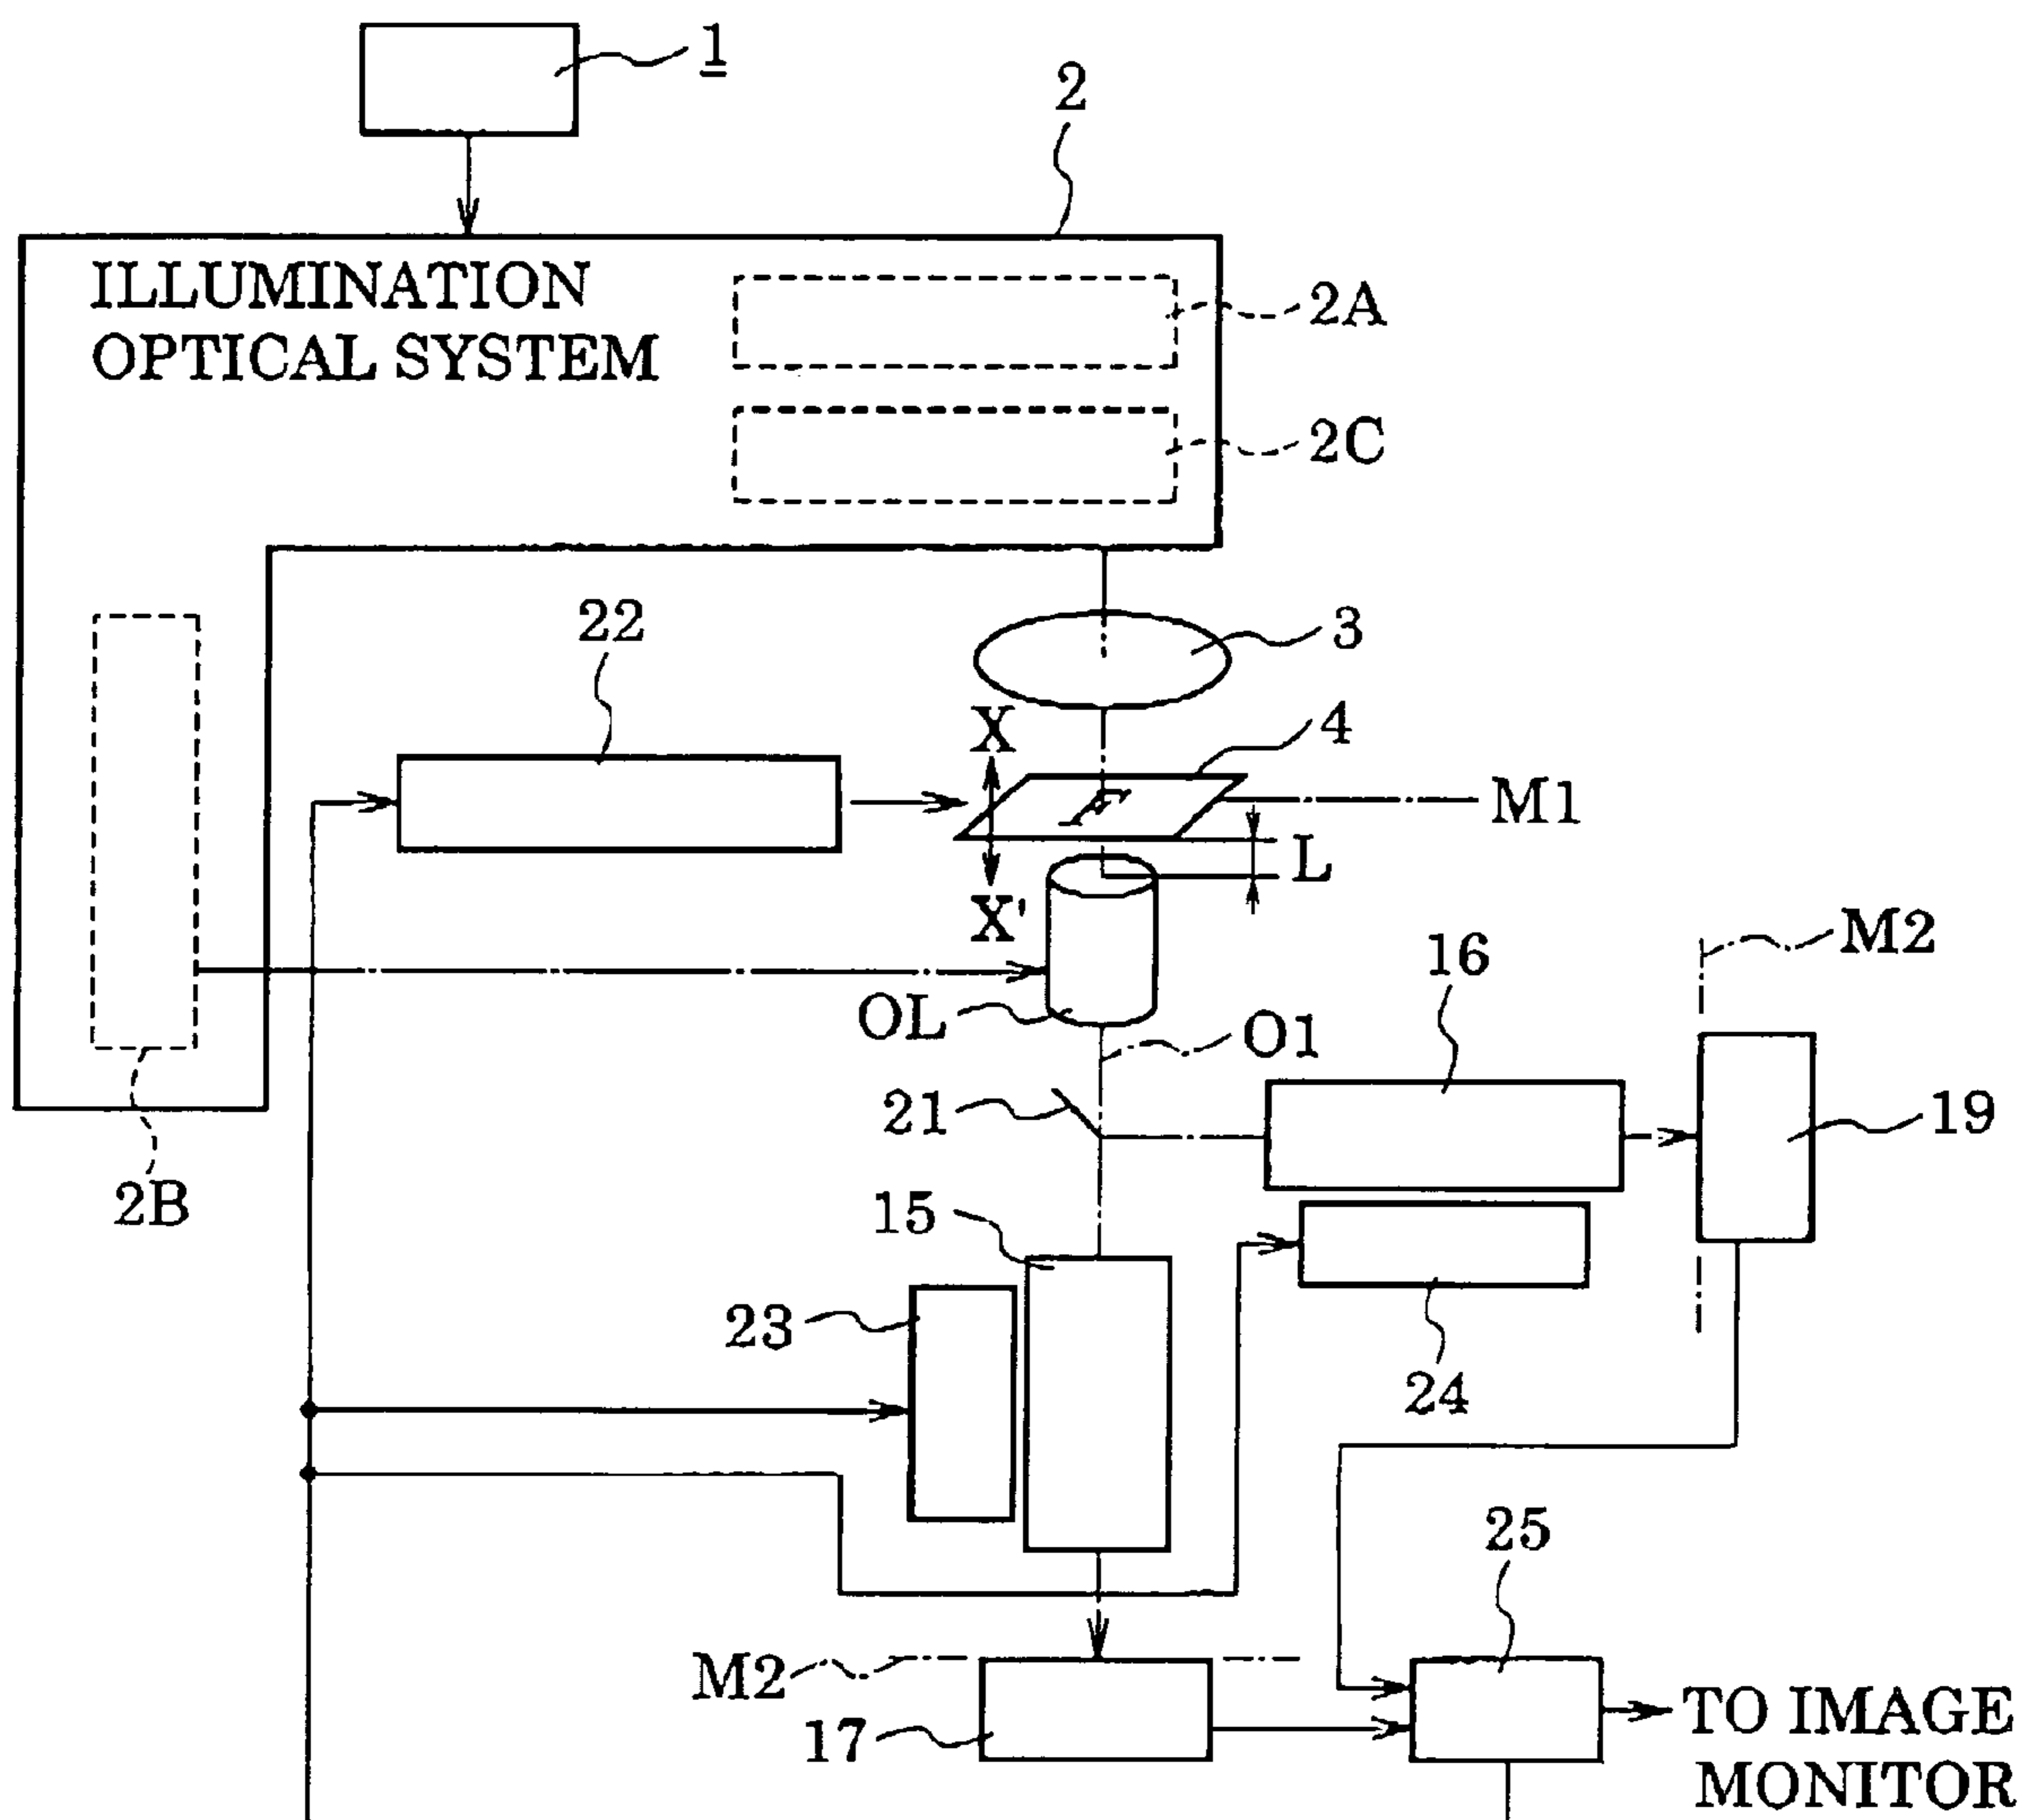 1
2
ILLUMINATION
OPTICAL SYSTEM
2A
2C
22
3
X
4
M1
L
X'
16
M2
OL
O1
21
19
2B
15
23
24
25
M2
17
TO IMAGE
MONITOR